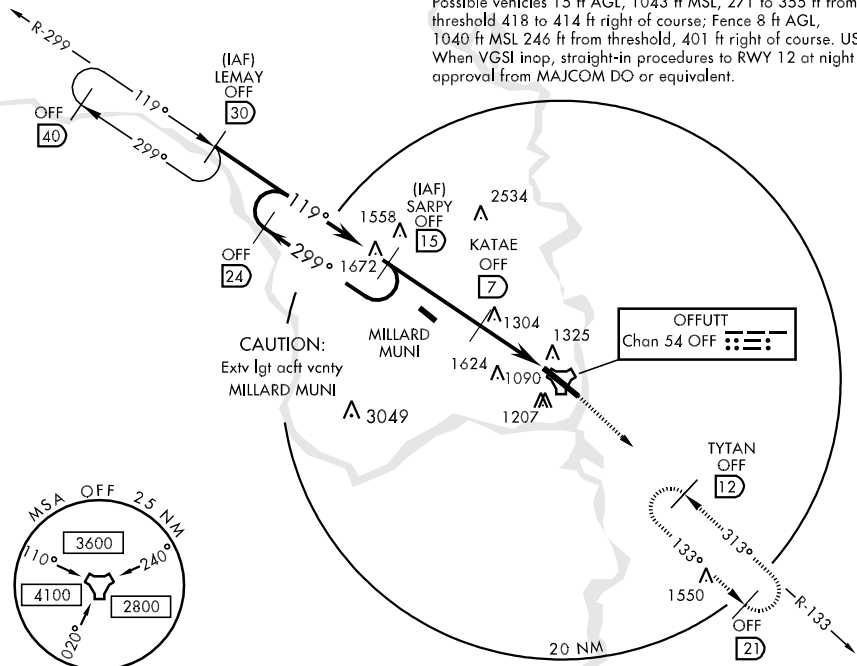 Possible vehicles 15 ft AGL, 1043 ft MSL, 271 to 355 ft from
threshold 418 to 414 ft right of course; Fence 8 ft AGL,
1040 ft MSL 246 ft from threshold, 401 ft right of course. US
When VGSI inop, straight-in procedures to RWY 12 at night
approval from MAJCOM DO or equivalent.
R-299
(IAF)
LEMAY
OFF
30
119°
299°
OFF
40
119°
299°
OFF
24
1558
1672
(IAF)
SARPY
OFF
15
2534
KATAE
OFF
7
1304
1325
1624
1090
1207
MILLARD
MUNI
OFFUTT
Chan 54 OFF
CAUTION:
Extv lgt acft vcnty
MILLARD MUNI
3049
TYTAN
OFF
12
313°
133°
1550
OFF
21
R-133
20 NM
MSA OFF 25 NM
3600
110°
240°
4100
2800
020°